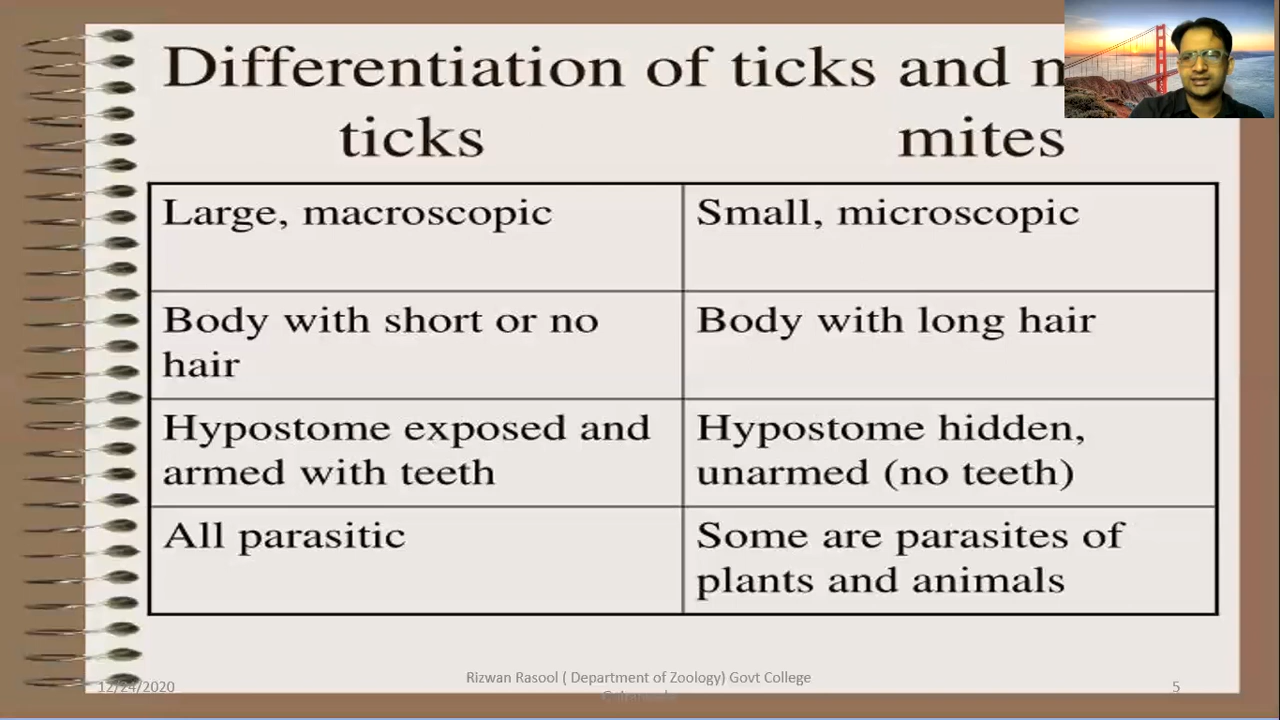 Differentiation of ticks and m
ticks
mites
Large, macroscopic
Small, microscopic
Body with short or no
hair
Body with long hair
Hypostome exposed and
armed with teeth
Hypostome hidden,
unarmed (no teeth)
All parasitic
Some are parasites of
plants and animals
12/24/2020
Rizwan Rasool ( Department of Zoology) Govt College
5